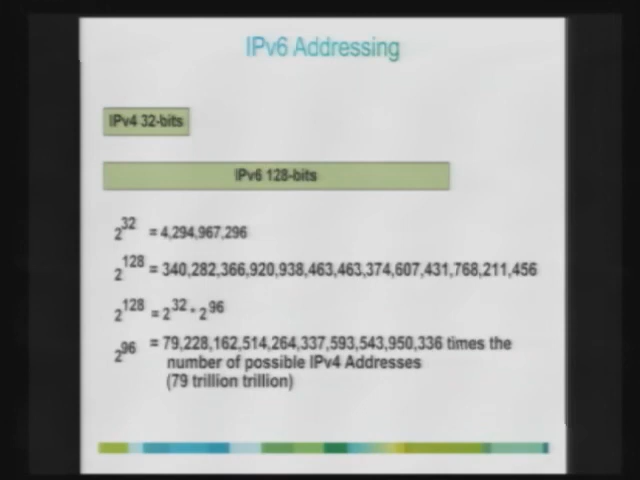 IPv6 Addressing
IPv4 32-bits
IPv6 128-bits
2^32 = 4,294,967,296
2^128 = 340,282,366,920,938,463,463,374,607,431,768,211,456
2^128 = 2^32 * 2^96
2^96 = 79,228,162,514,264,337,593,543,950,336 times the
number of possible IPv4 Addresses
(79 trillion trillion)